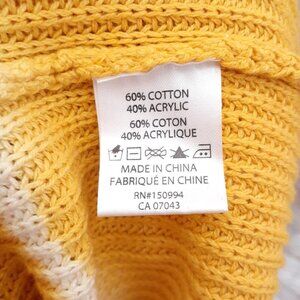 60% COTTON
40% ACRYLIC
60% COTON
40% ACRYLIQUE
MADE IN CHINA
FABRIQUÉ EN CHINE
RN#150994
CA 07043